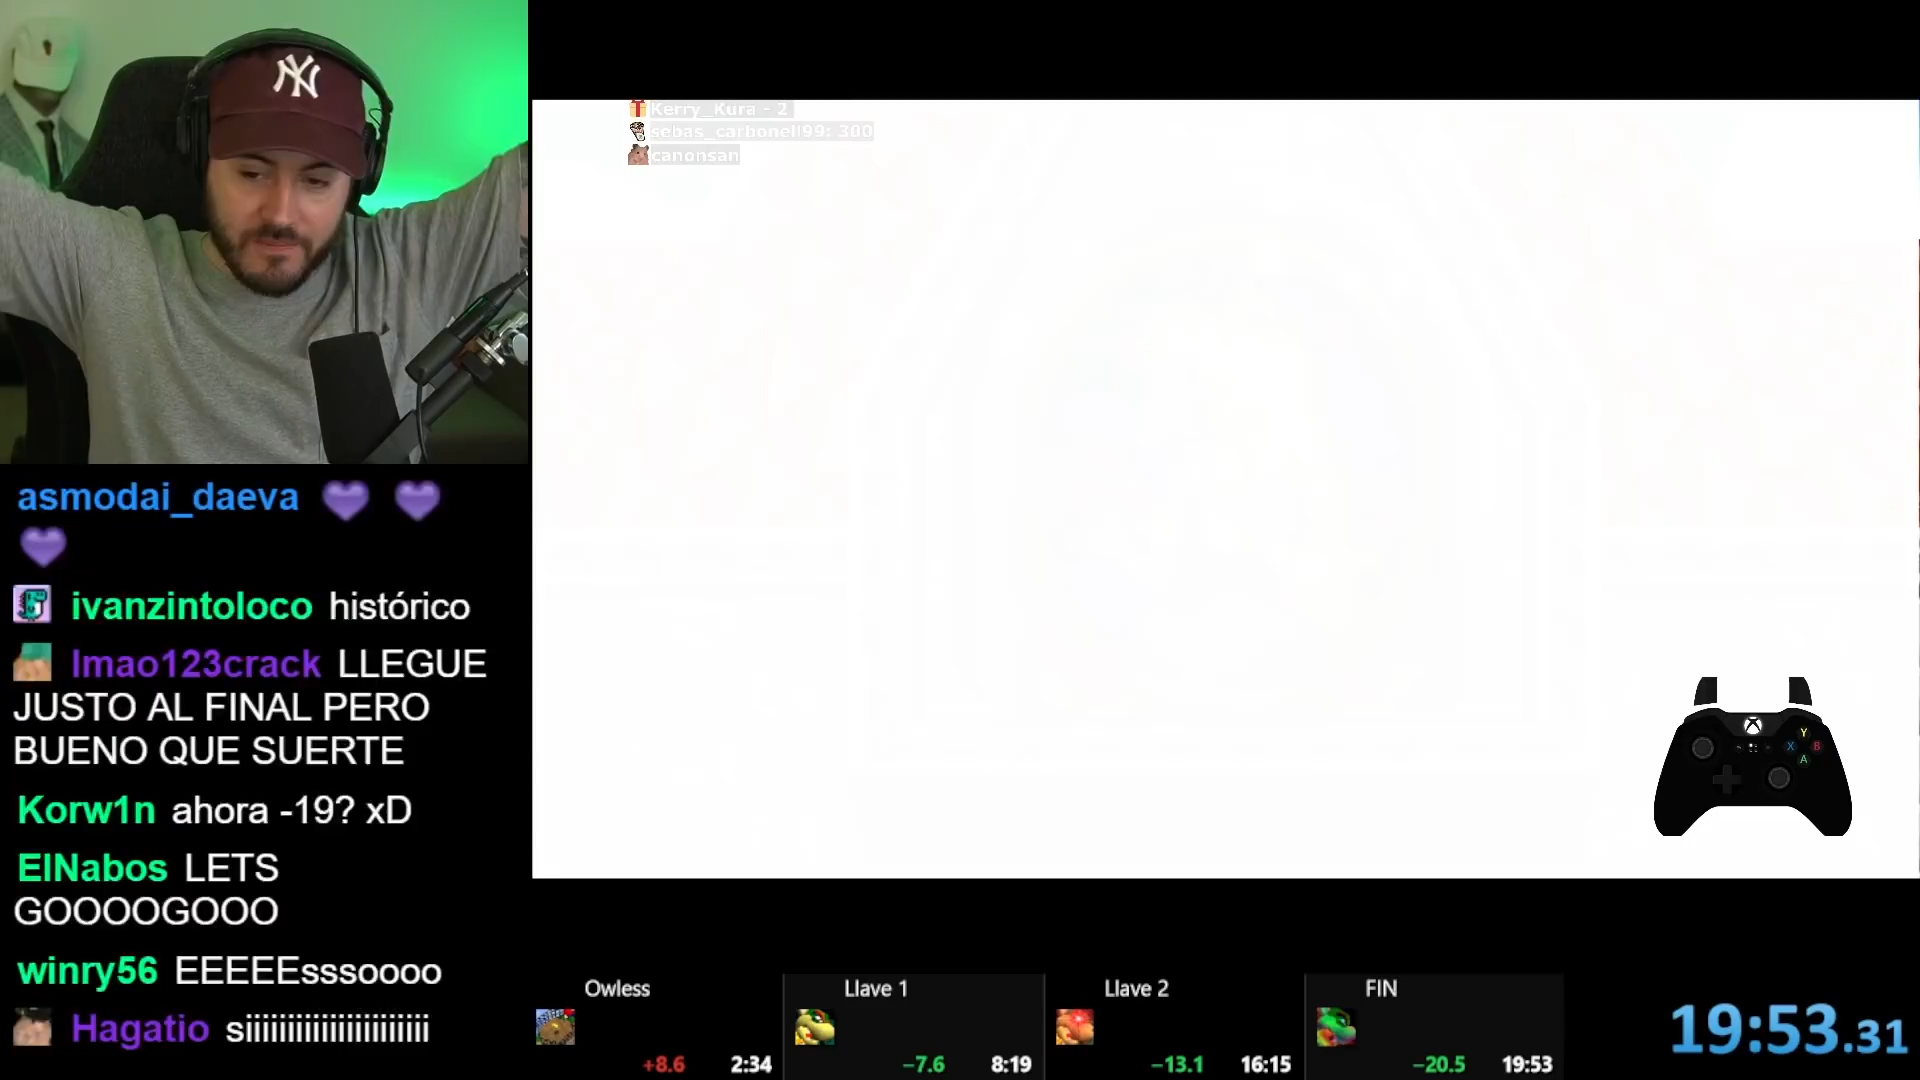 NY
Kerry_Kura - 2
sebas_carbonell99: 300
canonsan
asmodai_daeva
ivanzintoloco histórico
lmao123crack LLEGUE
JUSTO AL FINAL PERO
BUENO QUE SUERTE
Korw1n ahora -19? xD
ElNabos LETS
GOOOOGOOO
winry56 EEEEEsssoooo
Hagatio siiiiiiiiiiiiiiiiiiiiiii
Y
X B
A
Owless
+8.6 2:34
Llave 1
−7.6 8:19
Llave 2
−13.1 16:15
FIN
−20.5 19:53
19:53.31